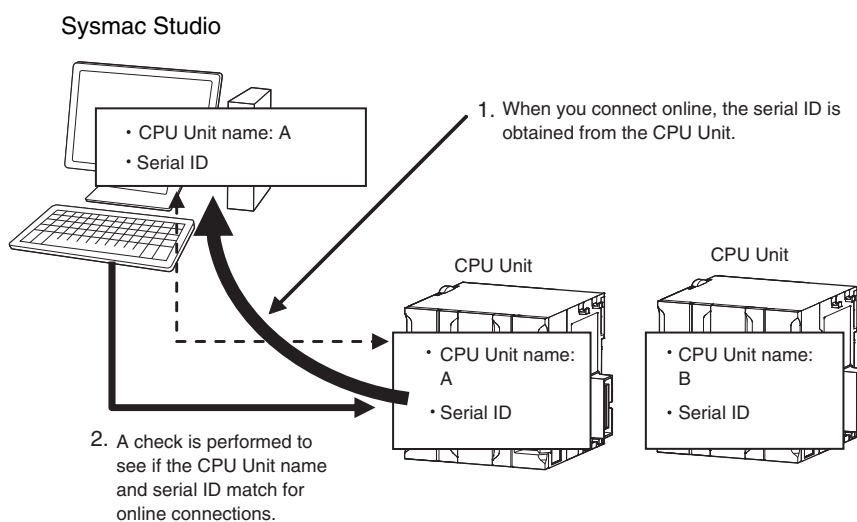 Sysmac Studio
• CPU Unit name: A
• Serial ID
1. When you connect online, the serial ID is
obtained from the CPU Unit.
CPU Unit
• CPU Unit name:
A
• Serial ID
CPU Unit
• CPU Unit name:
B
• Serial ID
2. A check is performed to
see if the CPU Unit name
and serial ID match for
online connections.